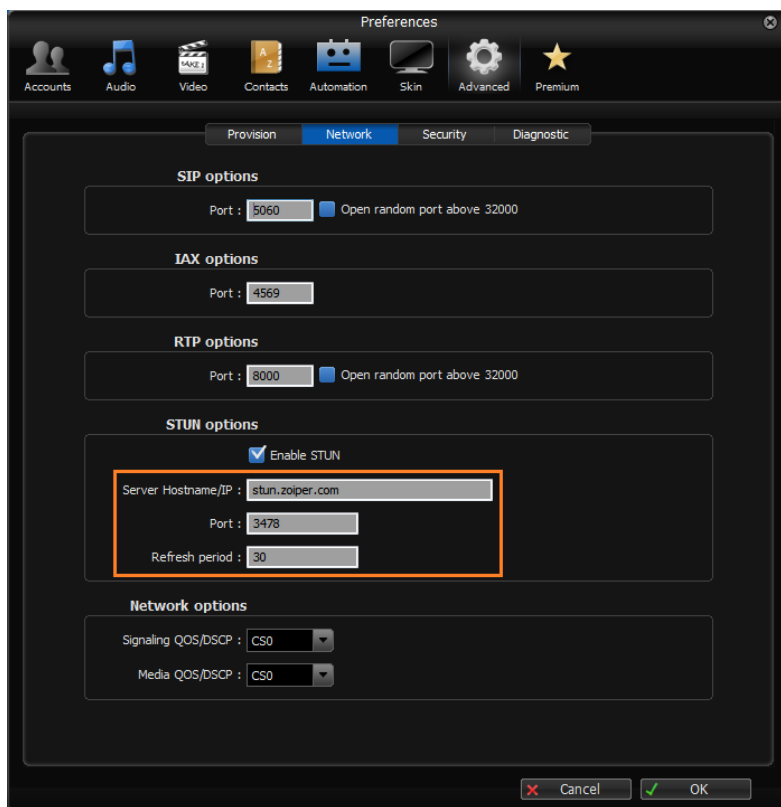 Preferences
Accounts Audio Video Contacts Automation Skin Advanced Premium
Provision Network Security Diagnostic
SIP options
Port : 5060 Open random port above 32000
IAX options
Port : 4569
RTP options
Port : 8000 Open random port above 32000
STUN options
Enable STUN
Server Hostname/IP : stun.zoiper.com
Port : 3478
Refresh period : 30
Network options
Signaling QOS/DSCP : CS0
Media QOS/DSCP : CS0
Cancel OK